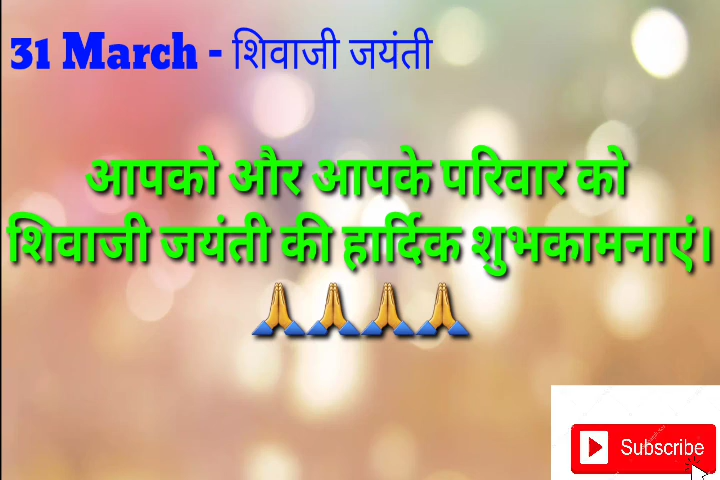 31 March - शिवाजी जयंती
आपको और आपके परिवार को
शिवाजी जयंती की हार्दिक शुभकामनाएं।
🙏🙏🙏🙏
Subscribe